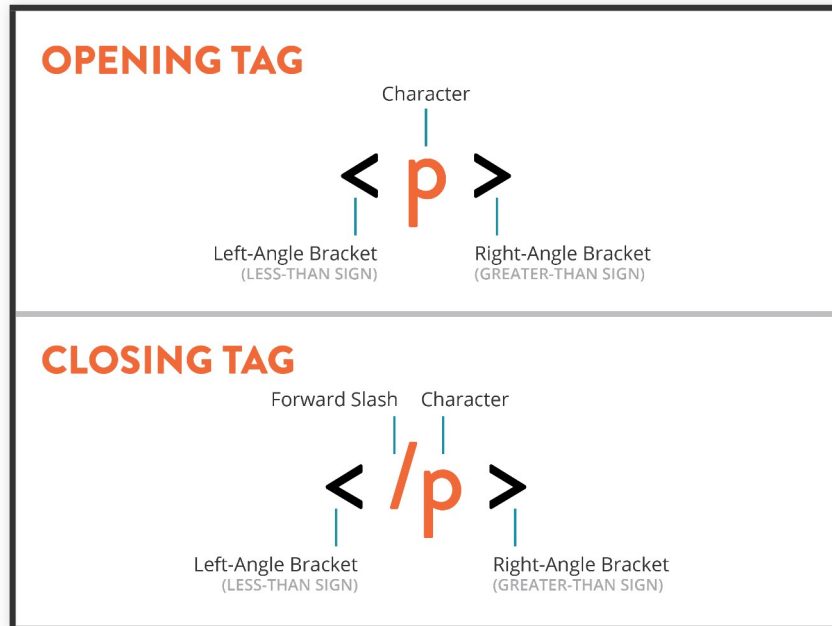 OPENING TAG
Character
< p >
Left-Angle Bracket
(LESS-THAN SIGN)
Right-Angle Bracket
(GREATER-THAN SIGN)
CLOSING TAG
Forward Slash
Character
< /p >
Left-Angle Bracket
(LESS-THAN SIGN)
Right-Angle Bracket
(GREATER-THAN SIGN)